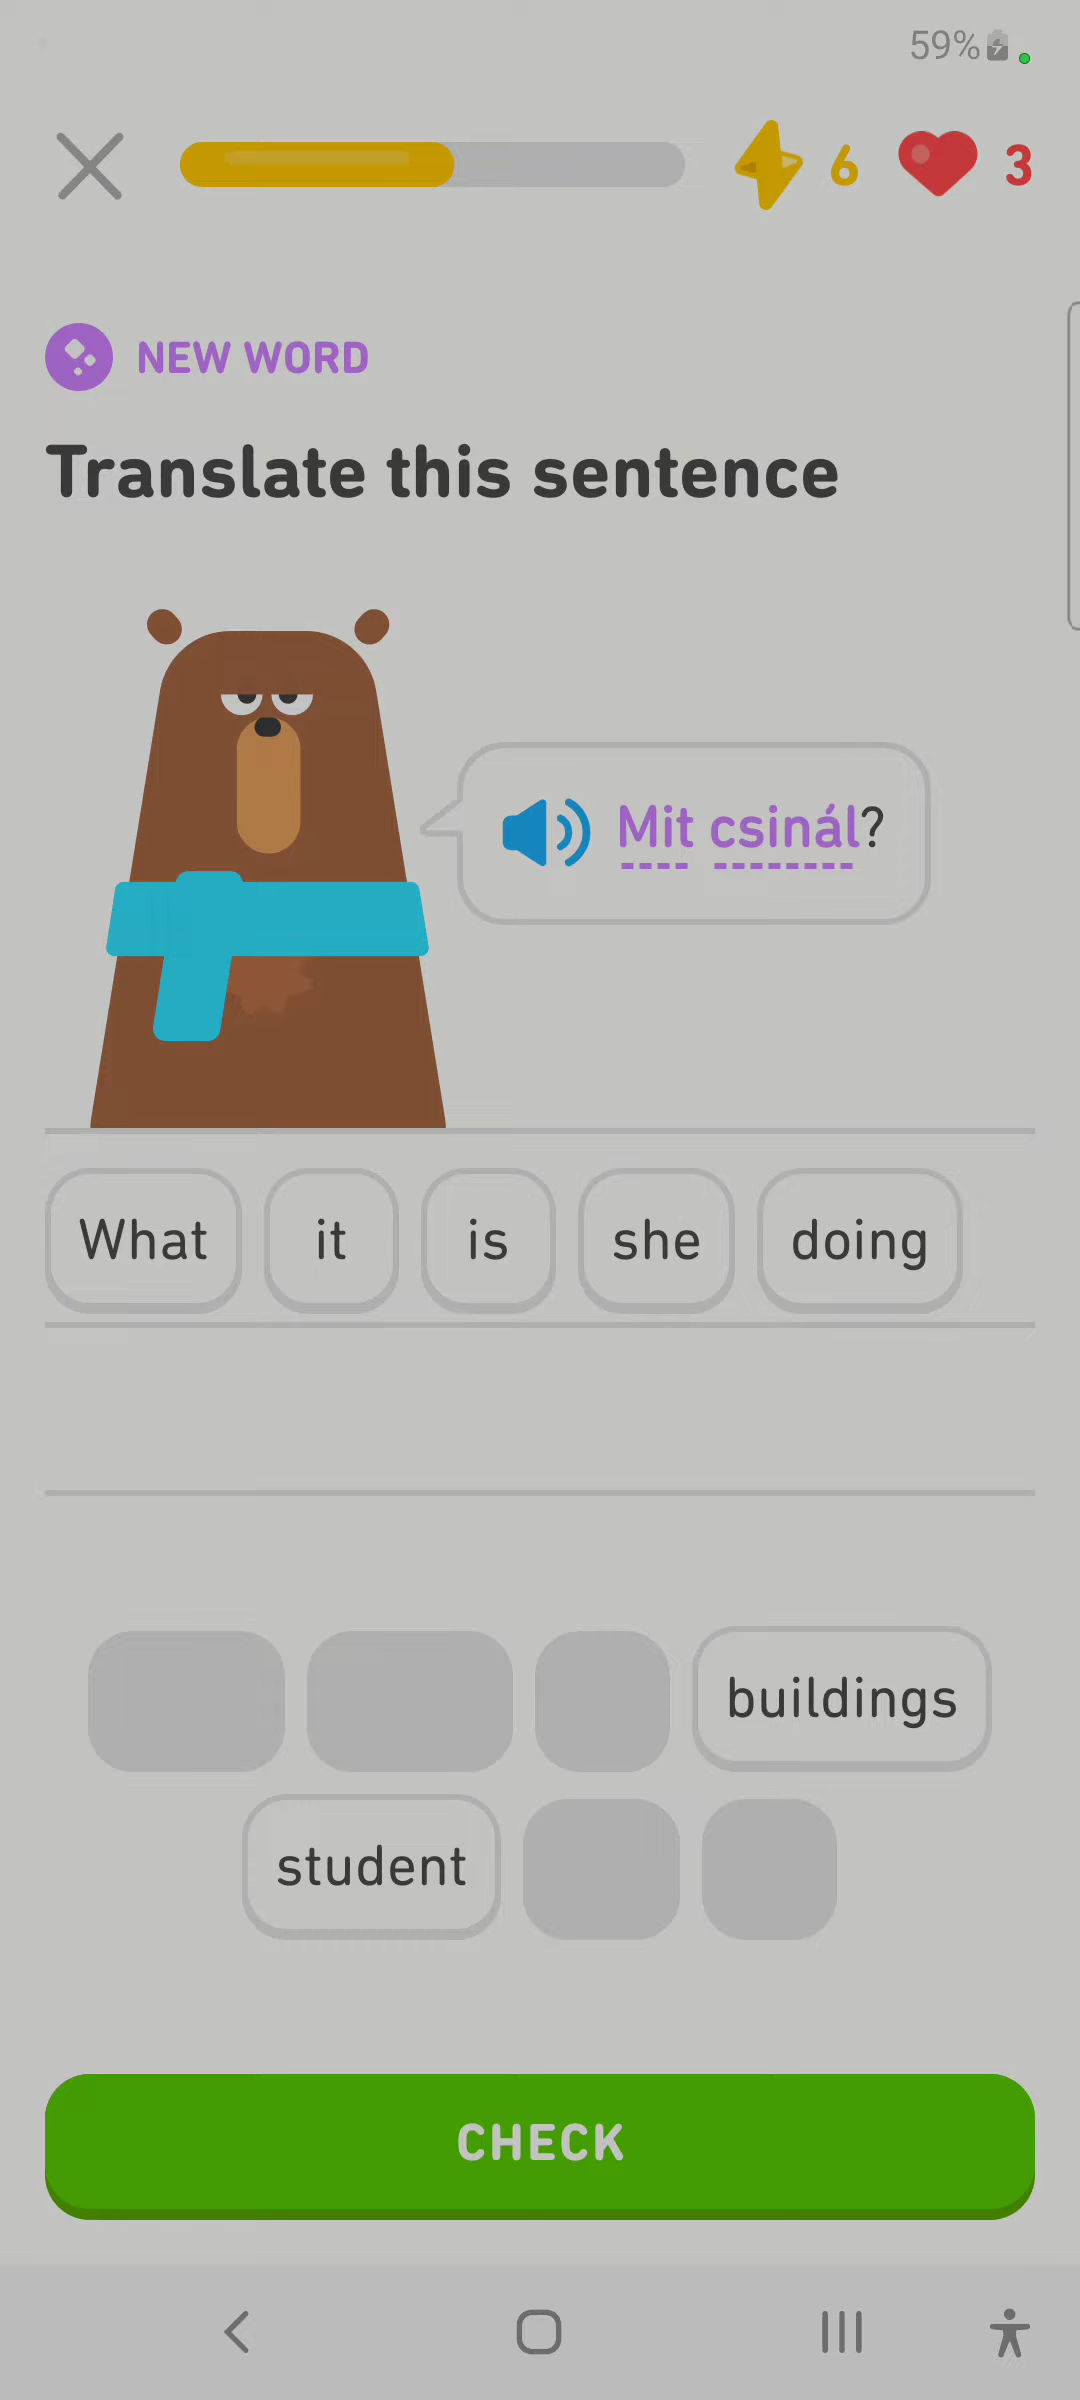 59%
6 3
NEW WORD
Translate this sentence
Mit csinál?
What it is she doing
buildings
student
CHECK